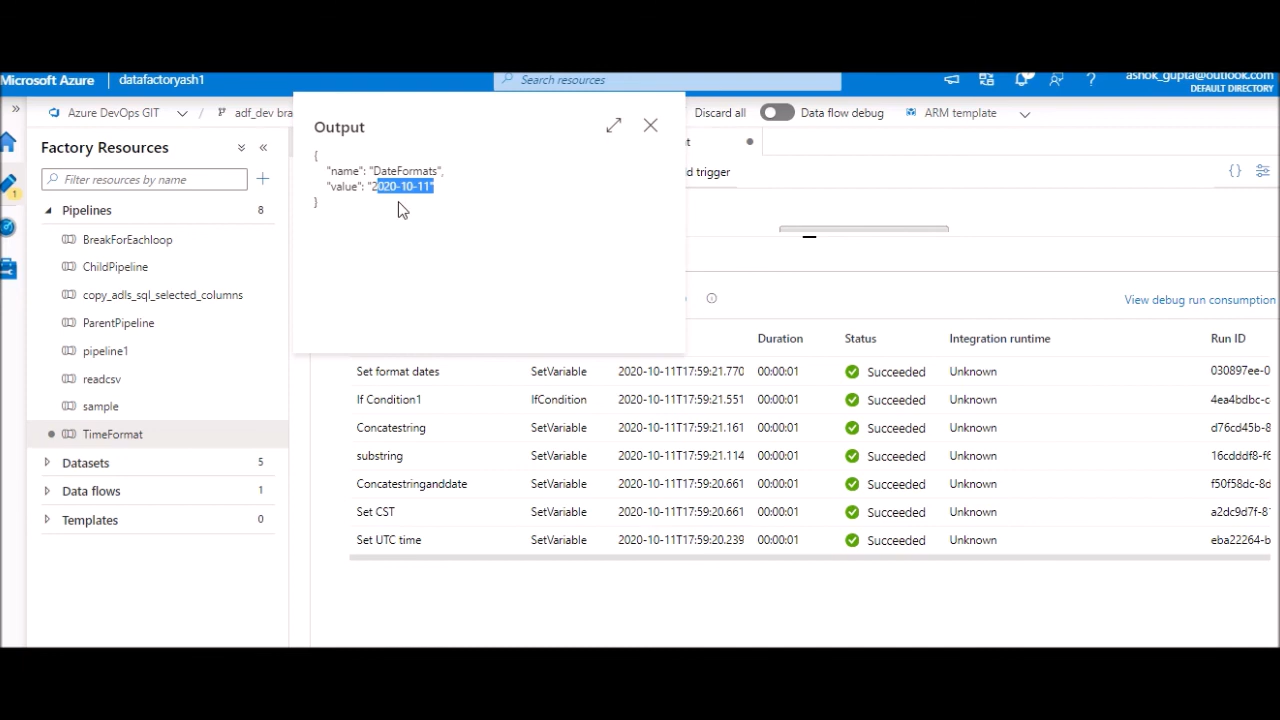 Microsoft Azure
datafactoryash1
Search resources
ashok_gupta@outlook.com
DEFAULT DIRECTORY
Azure DevOps GIT
/
adf_dev bra
Discard all
Data flow debug
ARM template
Output
{
"name": "DateFormats",
"value": "2020-10-11"
}
t
d trigger
{}
Factory Resources
Filter resources by name
Pipelines 8
BreakForEachloop
ChildPipeline
copy_adls_sql_selected_columns
ParentPipeline
pipeline1
readcsv
sample
TimeFormat
Datasets 5
Data flows 1
Templates 0
1
View debug run consumption
Duration Status Integration runtime Run ID
Set format dates SetVariable 2020-10-11T17:59:21.770 00:00:01 Succeeded Unknown 030897ee-0
If Condition1 IfCondition 2020-10-11T17:59:21.551 00:00:01 Succeeded Unknown 4ea4bdbc-c
Concatestring SetVariable 2020-10-11T17:59:21.161 00:00:01 Succeeded Unknown d76cd45b-8
substring SetVariable 2020-10-11T17:59:21.114 00:00:01 Succeeded Unknown 16cdddf8-f6
Concatestringanddate SetVariable 2020-10-11T17:59:20.661 00:00:01 Succeeded Unknown f50f58dc-8d
Set CST SetVariable 2020-10-11T17:59:20.661 00:00:01 Succeeded Unknown a2dc9d7f-8
Set UTC time SetVariable 2020-10-11T17:59:20.239 00:00:01 Succeeded Unknown eba22264-b